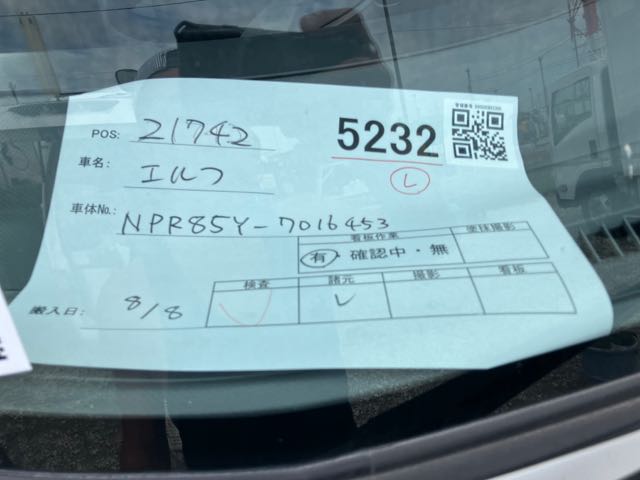 POS: 21742
5232
車名: エルフ
L
車体No.: NPR85Y-7016453
看板作業
塗抹撮影
有・確認中・無
検査 諸元 撮影 看板
搬入日: 8/8